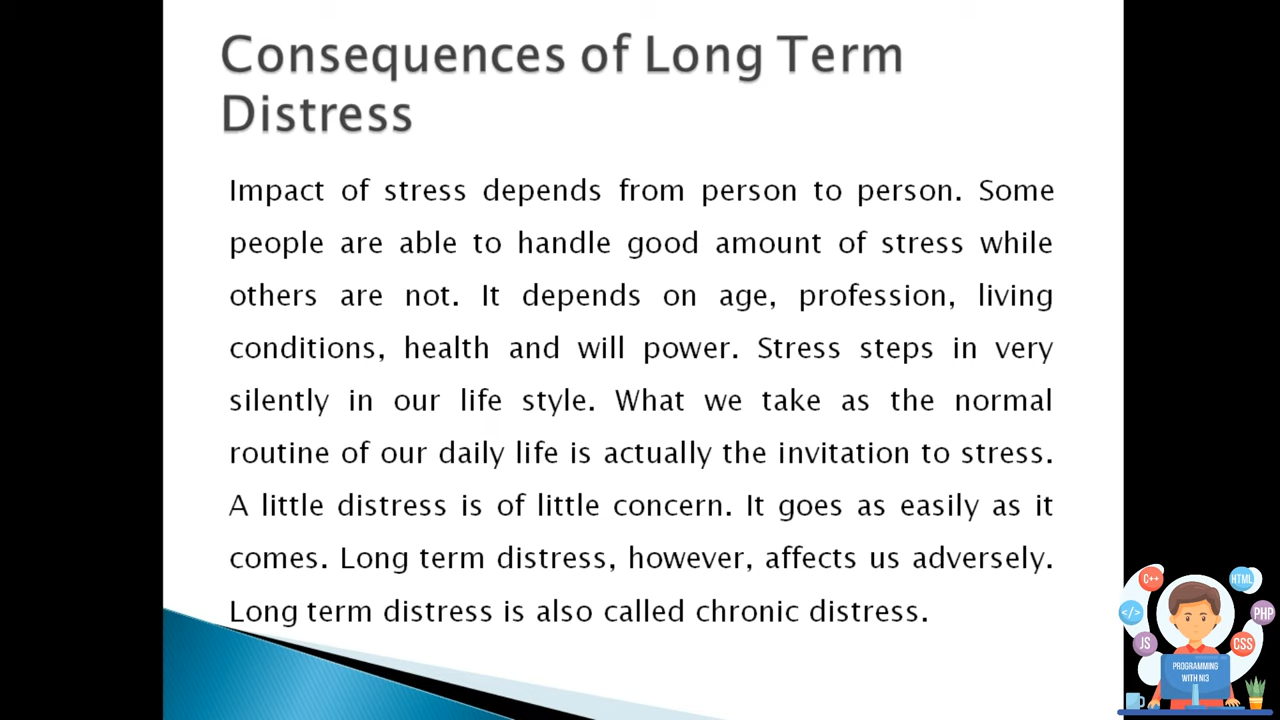 Consequences of Long Term
Distress
Impact of stress depends from person to person. Some
people are able to handle good amount of stress while
others are not. It depends on age, profession, living
conditions, health and will power. Stress steps in very
silently in our life style. What we take as the normal
routine of our daily life is actually the invitation to stress.
A little distress is of little concern. It goes as easily as it
comes. Long term distress, however, affects us adversely.
Long term distress is also called chronic distress.
C++
HTML
</>
PHP
JS
CSS
PROGRAMMING
WITH NI3